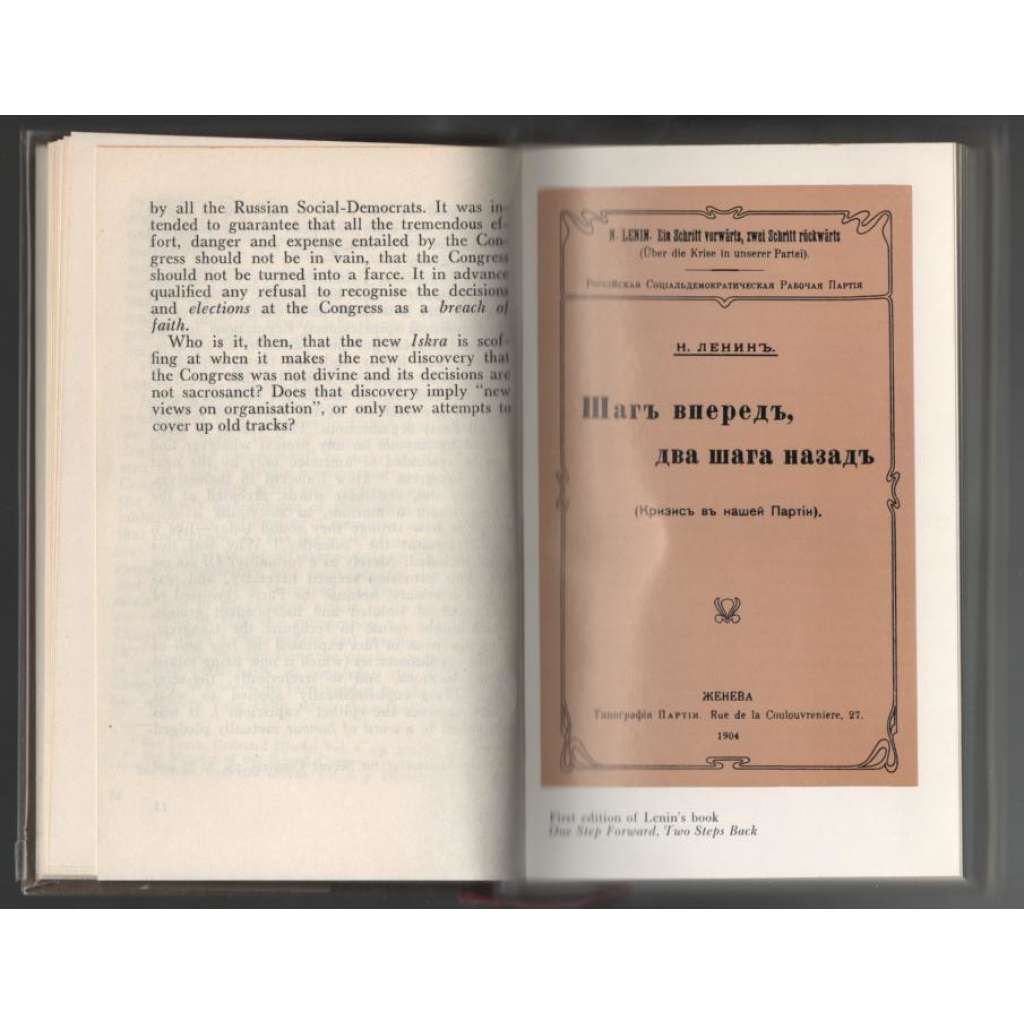 by all the Russian Social-Democrats. It was in-
tended to guarantee that all the tremendous ef-
fort, danger and expense entailed by the Con-
gress should not be in vain, that the Congress
should not be turned into a farce. It in advance
qualified any refusal to recognise the decisions
and elections at the Congress as a breach of
faith.
Who is it, then, that the new Iskra is scof-
fing at when it makes the new discovery that
the Congress was not divine and its decisions are
not sacrosanct? Does that discovery imply “new
views on organisation”, or only new attempts to
cover up old tracks?
N. LENIN. Ein Schritt vorwärts, zwei Schritt rückwärts
(Über die Krise in unserer Partei).
Россійская Соціальдемократическая Рабочая Партія
Н. ЛЕНИНЪ.
Шагъ впередъ,
два шага назадъ
(Кризисъ въ нашей Партіи).
ЖЕНЕВА
Типографія Партіи. Rue de la Coulouvreniere, 27.
1904
First edition of Lenin's book
One Step Forward, Two Steps Back